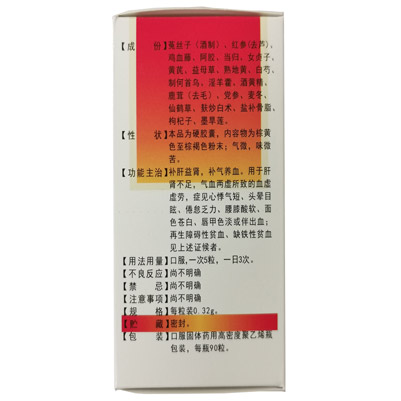 【成　　份】菟丝子（酒制）、红参（去芦）、
鸡血藤、阿胶、当归、女贞子、
黄芪、益母草、熟地黄、白芍、
制何首乌、淫羊藿、酒黄精、
鹿茸（去毛）、党参、麦冬、
仙鹤草、麸炒白术、盐补骨脂、
枸杞子、墨旱莲。
【性　　状】本品为硬胶囊，内容物为棕黄
色至棕褐色粉末；气微，味微
苦。
【功能主治】补肝益肾，补气养血。用于肝
肾不足，气血两虚所致的血虚
虚劳，症见心悸气短、头晕目
眩、倦怠乏力、腰膝酸软、面
色苍白、唇甲色淡或伴出血；
再生障碍性贫血、缺铁性贫血
见上述证候者。
【用法用量】口服，一次5粒，一日3次。
【不良反应】尚不明确
【禁　　忌】尚不明确
【注意事项】尚不明确
【规　　格】每粒装0.32g。
【贮　　藏】密封。
【包　　装】口服固体药用高密度聚乙烯瓶
包装，每瓶90粒。